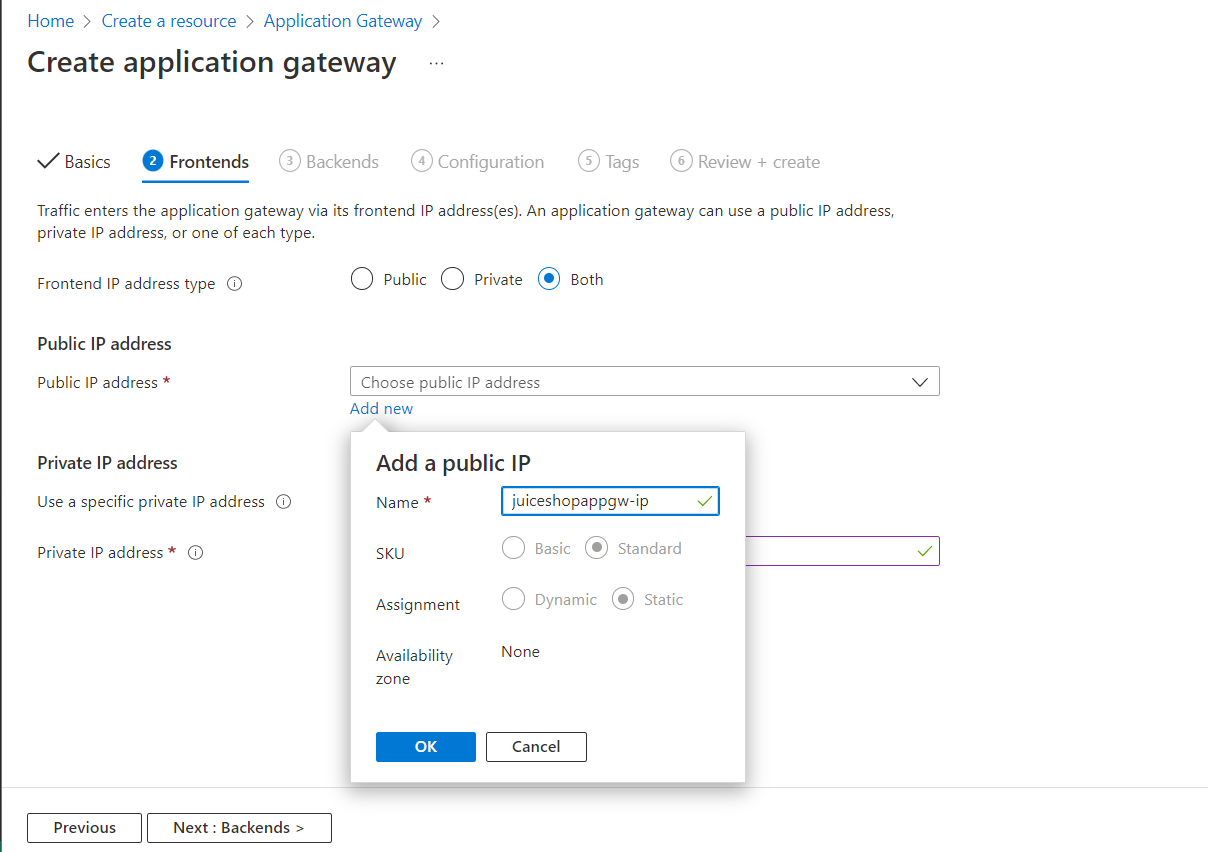 Home > Create a resource > Application Gateway >
Create application gateway ...
Basics 2 Frontends 3 Backends 4 Configuration 5 Tags 6 Review + create
Traffic enters the application gateway via its frontend IP address(es). An application gateway can use a public IP address,
private IP address, or one of each type.
Frontend IP address type Public Private Both
Public IP address
Public IP address * Choose public IP address
Add new
Private IP address
Use a specific private IP address
Private IP address *
Add a public IP
Name * juiceshopappgw-ip
SKU Basic Standard
Assignment Dynamic Static
Availability None
zone
OK Cancel
Previous Next : Backends >